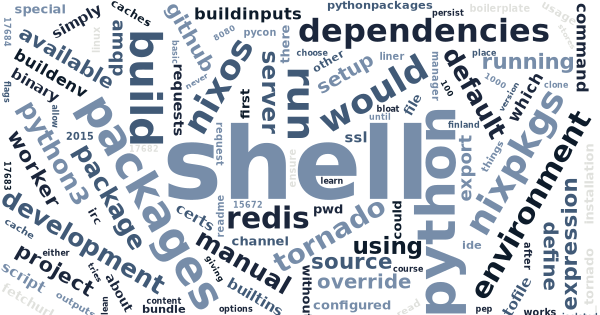 special
17684
simply
caches
github
buildinputs
pythonpackages
persist
boilerplate
usage
times
command
available
linux
amqp
build
basic
8080
pycon
there
dependencies
choose
other
liner
manager
place
running
buildenv
binary
flags
allow
requests
never
nixos
server
run
setup
would
file
bloat
100
default
1000
version
which
clone
python3
2015
packages
first
ssl
until
finland
things
nixpkgs
worker
package
17682
request
shell
ensure
learn
python
export
environment
Installation
17683
irc
readme
15672
redis
pwd
could
development
certs
channel
tornado
using
ide
after
define
expression
cache
either
project
tries
about
manual
giving
builtins
without
source
course
override
configured
script
outputs
fetchurl
lean
content
bundle
options
read
pep
tofile
works
tornado